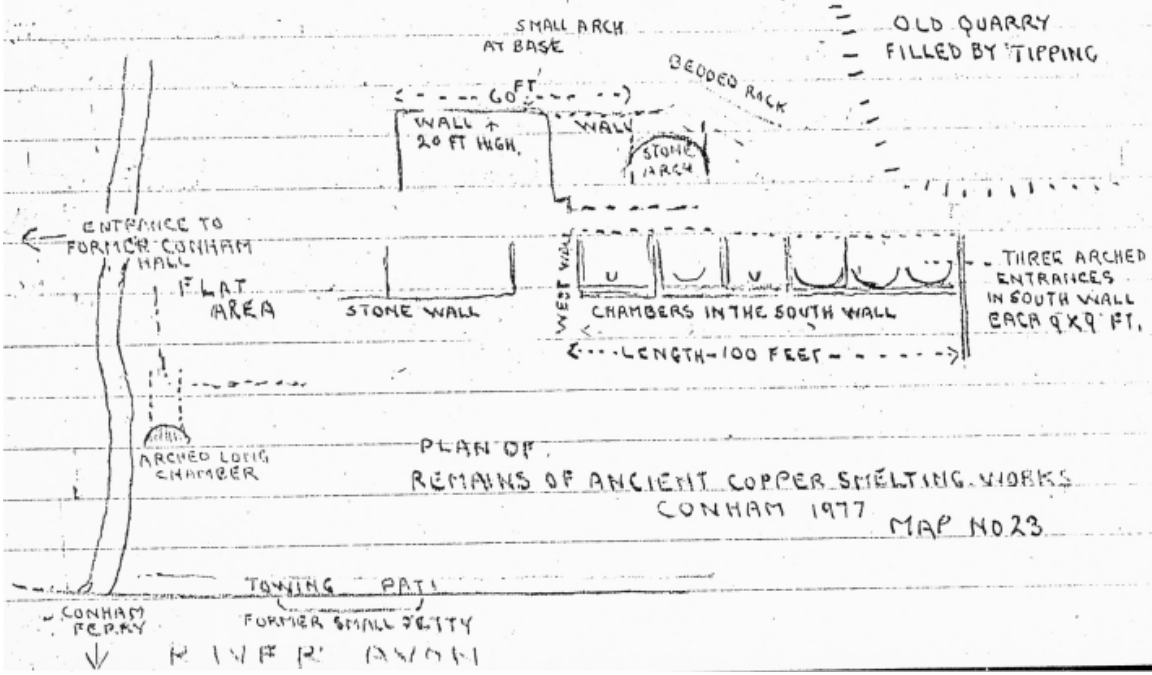 SMALL ARCH
AT BASE
OLD QUARRY
FILLED BY TIPPING
BEDDED ROCK
60 FT
WALL +
20 FT HIGH.
WALL
STONE
ARCH
ENTRANCE TO
FORMER CONHAM
HALL
FLAT
AREA
STONE WALL
WEST WALL
CHAMBERS IN THE SOUTH WALL
LENGTH-100 FEET
THREE ARCHED
ENTRANCES
IN SOUTH WALL
EACH 9 X 9 FT.
ARCHED LONG
CHAMBER
PLAN OF
REMAINS OF ANCIENT COPPER SMELTING WORKS
CONHAM 1977
MAP NO 23
TOWING PATH
CONHAM
FERRY
FORMER SMALL JETTY
RIVER AVON